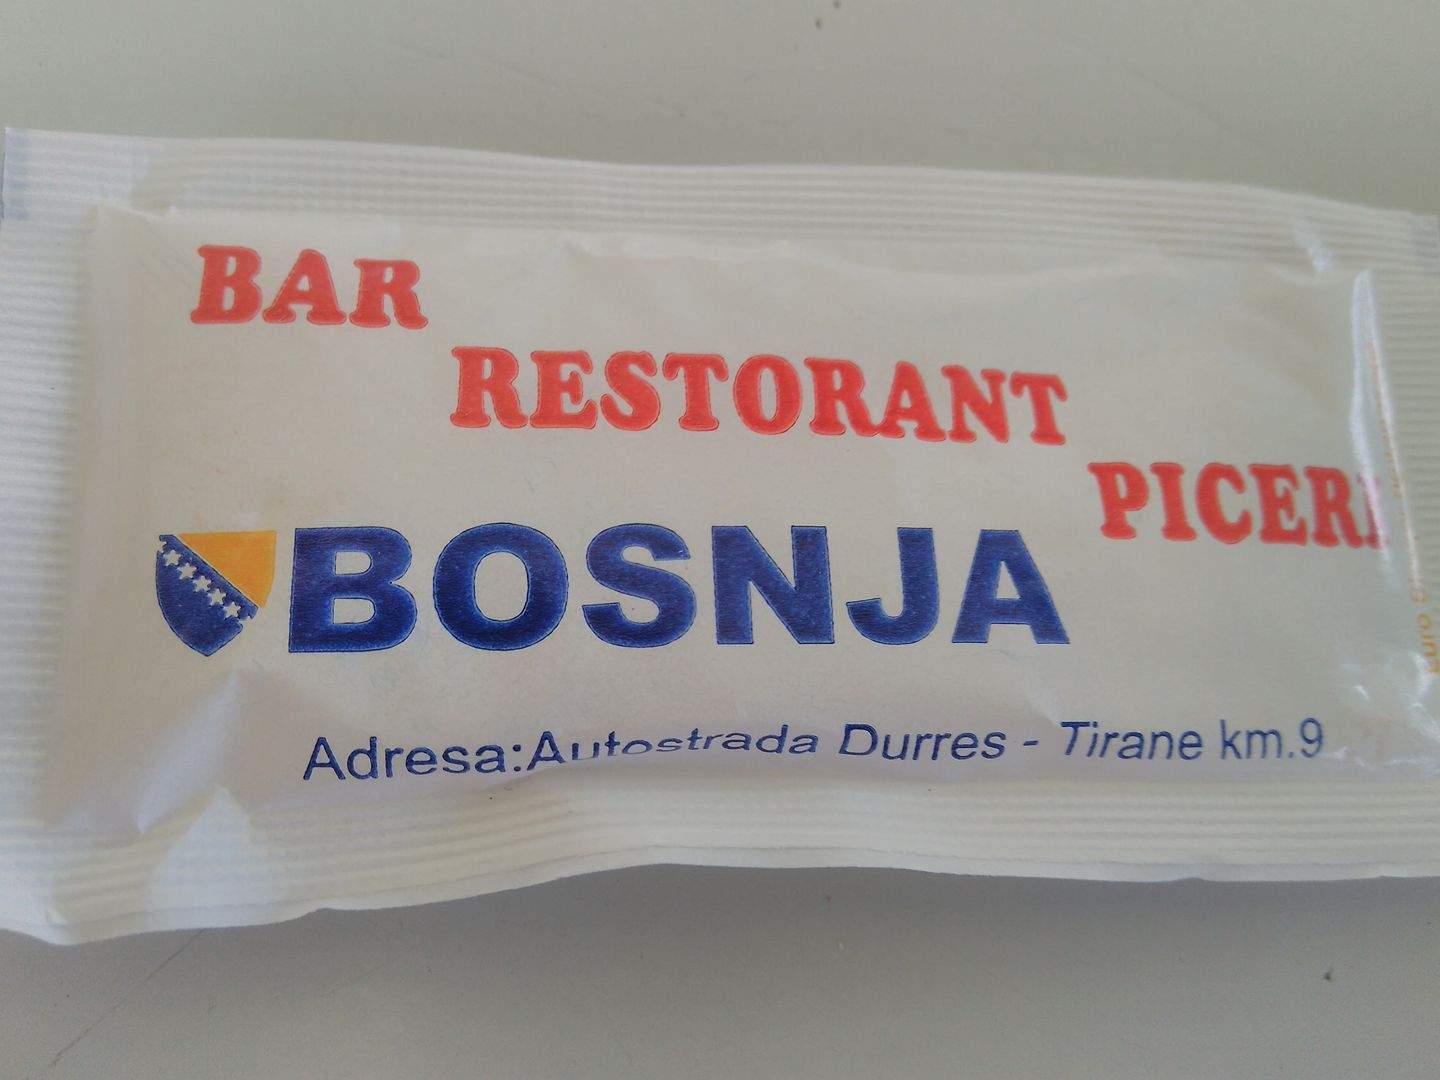 BAR
RESTORANT
PICERI
BOSNJA
Adresa:Autostrada Durres - Tirane km.9